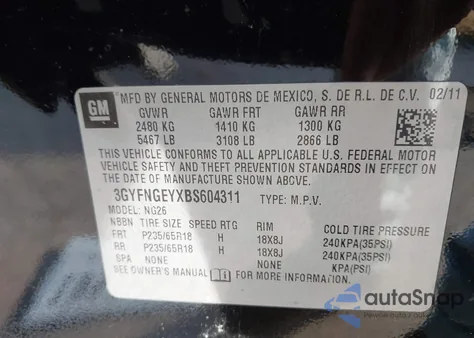 GM
MFD BY GENERAL MOTORS DE MEXICO, S. DE R.L. DE C.V. 02/11
GVWR GAWR FRT GAWR RR
2480 KG 1410 KG 1300 KG
5467 LB 3108 LB 2866 LB
THIS VEHICLE CONFORMS TO ALL APPLICABLE U.S. FEDERAL MOTOR
VEHICLE SAFETY, BUMPER, AND THEFT PREVENTION STANDARDS IN EFFECT ON THE
DATE OF MANUFACTURE SHOWN ABOVE.
3GYFNGEYXBS604311 TYPE: M.P.V.
MODEL: NG26
NBN TIRE SIZE SPEED RTG RIM COLD TIRE PRESSURE
FRT P235/65R18 H 18X8J 240KPA(35PSI)
RR P235/65R18 H 18X8J 240KPA(35PSI)
SPA NONE NONE KPA(PSI)
SEE OWNER'S MANUAL FOR MORE INFORMATION.
autoSnap